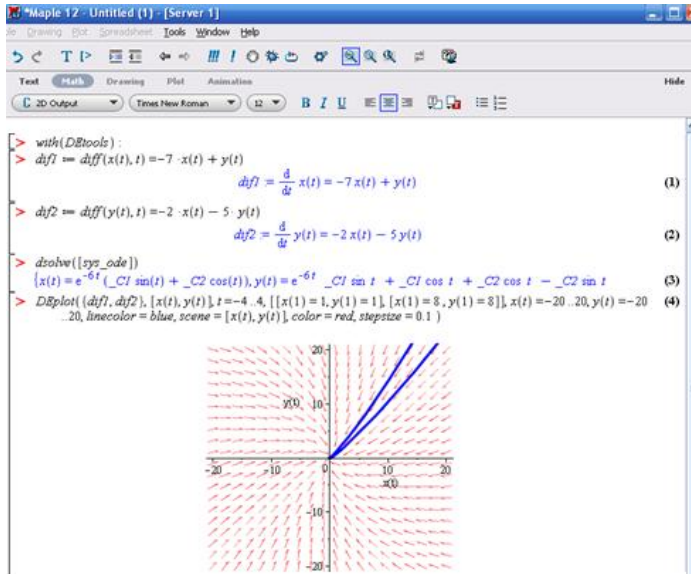 *Maple 12 - Untitled (1) - [Server 1]
Drawing Plot Spreadsheet Tools Window Help
Text Math Drawing Plot Animation Hide
C 2D Output Times New Roman 12 B I U
> with(DEtools) :
> dif1 := diff(x(t), t) =-7 ·x(t) + y(t)
dif1 := d/dt x(t) = -7 x(t) + y(t) (1)
> dif2 := diff(y(t), t) =-2 ·x(t) − 5· y(t)
dif2 := d/dt y(t) = -2 x(t) − 5 y(t) (2)
> dsolve([sys_ode])
{x(t) = e^-6t (_C1 sin(t) + _C2 cos(t)), y(t) = e^-6t _C1 sin t + _C1 cos t + _C2 cos t − _C2 sin t (3)
> DEplot({dif1, dif2}, [x(t), y(t)], t=-4 ..4, [[x(1) = 1, y(1) = 1], [x(1) = 8, y(1) = 8]], x(t) =-20 ..20, y(t) =-20 (4)
..20, linecolor = blue, scene = [x(t), y(t)], color = red, stepsize = 0.1 )
20
y(t) 10
-20 -10 0 10 20
x(t)
-10
-20